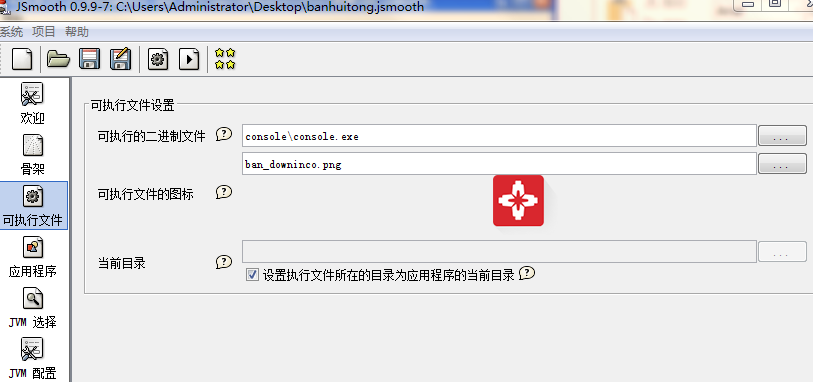 JSmooth 0.9.9-7: C:\Users\Administrator\Desktop\banhuitong.jsmooth
系统 项目 帮助
欢迎
骨架
可执行文件
应用程序
JVM 选择
JVM 配置
可执行文件设置
可执行的二进制文件
console\console.exe
...
ban_downinco.png
...
可执行文件的图标
当前目录
...
设置执行文件所在的目录为应用程序的当前目录